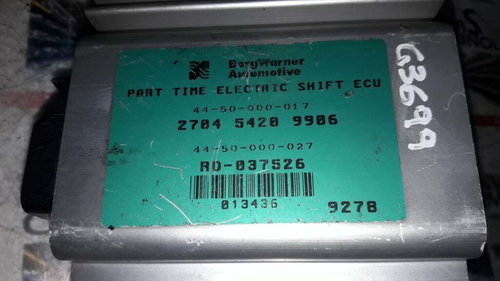 BorgWarner
Automotive
PART TIME ELECTRIC SHIFT ECU
44-50-000-017
2704 5420 9906
44-50-000-027
RD-037526
013436
9278
G3699